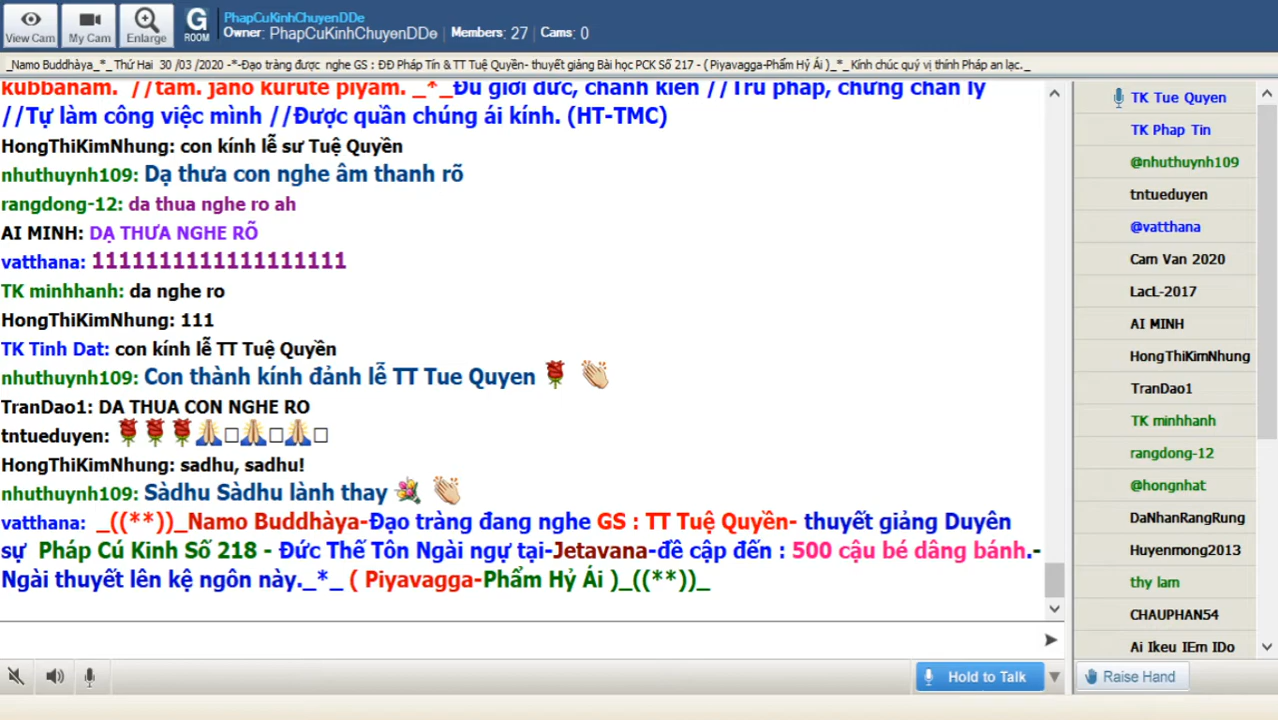 View Cam
My Cam
Enlarge
G
ROOM
PhapCuKinhChuyenDDe
Owner: PhapCuKinhChuyenDDe Members: 27 Cams: 0
_Namo Buddhàya_*_ Thứ Hai 30 /03 /2020 -*-Đạo tràng được nghe GS : ĐĐ Pháp Tín & TT Tuệ Quyền- thuyết giảng Bài học PCK Số 217 - ( Piyavagga-Phẩm Hỷ Ái )_*_ Kính chúc quý vị thính Pháp an lạc._
kubbanam. //tam. jano kurute piyam. _*_Đủ giới đức, chánh kiến //Trú pháp, chứng chân lý
//Tự làm công việc mình //Được quần chúng ái kính. (HT-TMC)
HongThiKimNhung: con kính lễ sư Tuệ Quyền
nhuthuynh109: Dạ thưa con nghe âm thanh rõ
rangdong-12: da thua nghe ro ah
AI MINH: DẠ THƯA NGHE RÕ
vatthana: 1111111111111111111
TK minhhanh: da nghe ro
HongThiKimNhung: 111
TK Tinh Dat: con kính lễ TT Tuệ Quyền
nhuthuynh109: Con thành kính đảnh lễ TT Tue Quyen 🌹 👏
TranDao1: DA THUA CON NGHE RO
tntueduyen: 🌹🌹🌹🙏□🙏□🙏□
HongThiKimNhung: sadhu, sadhu!
nhuthuynh109: Sàdhu Sàdhu lành thay 💐 👏
vatthana: _((**))_Namo Buddhàya-Đạo tràng đang nghe GS : TT Tuệ Quyền- thuyết giảng Duyên
sự Pháp Cú Kinh Số 218 - Đức Thế Tôn Ngài ngự tại-Jetavana-đề cập đến : 500 cậu bé dâng bánh.-
Ngài thuyết lên kệ ngôn này._*_ ( Piyavagga-Phẩm Hỷ Ái )_((**))_
TK Tue Quyen
TK Phap Tin
@nhuthuynh109
tntueduyen
@vatthana
Cam Van 2020
LacL-2017
AI MINH
HongThiKimNhung
TranDao1
TK minhhanh
rangdong-12
@hongnhat
DaNhanRangRung
Huyenmong2013
thy lam
CHAUPHAN54
Ai Ikeu IEm IDo
Hold to Talk
Raise Hand